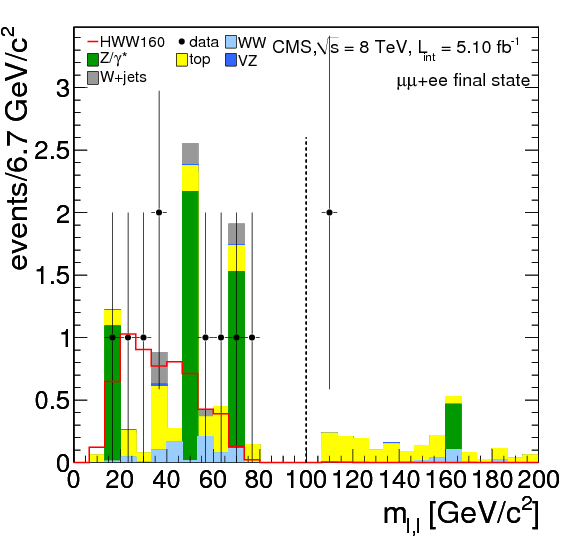 HWW160 data WW CMS,√s = 8 TeV, L_int = 5.10 fb^-1
Z/γ* top VZ
W+jets μμ+ee final state
events/6.7 GeV/c^2
3
2.5
2
1.5
1
0.5
0
0 20 40 60 80 100 120 140 160 180 200
m_l,l [GeV/c^2]